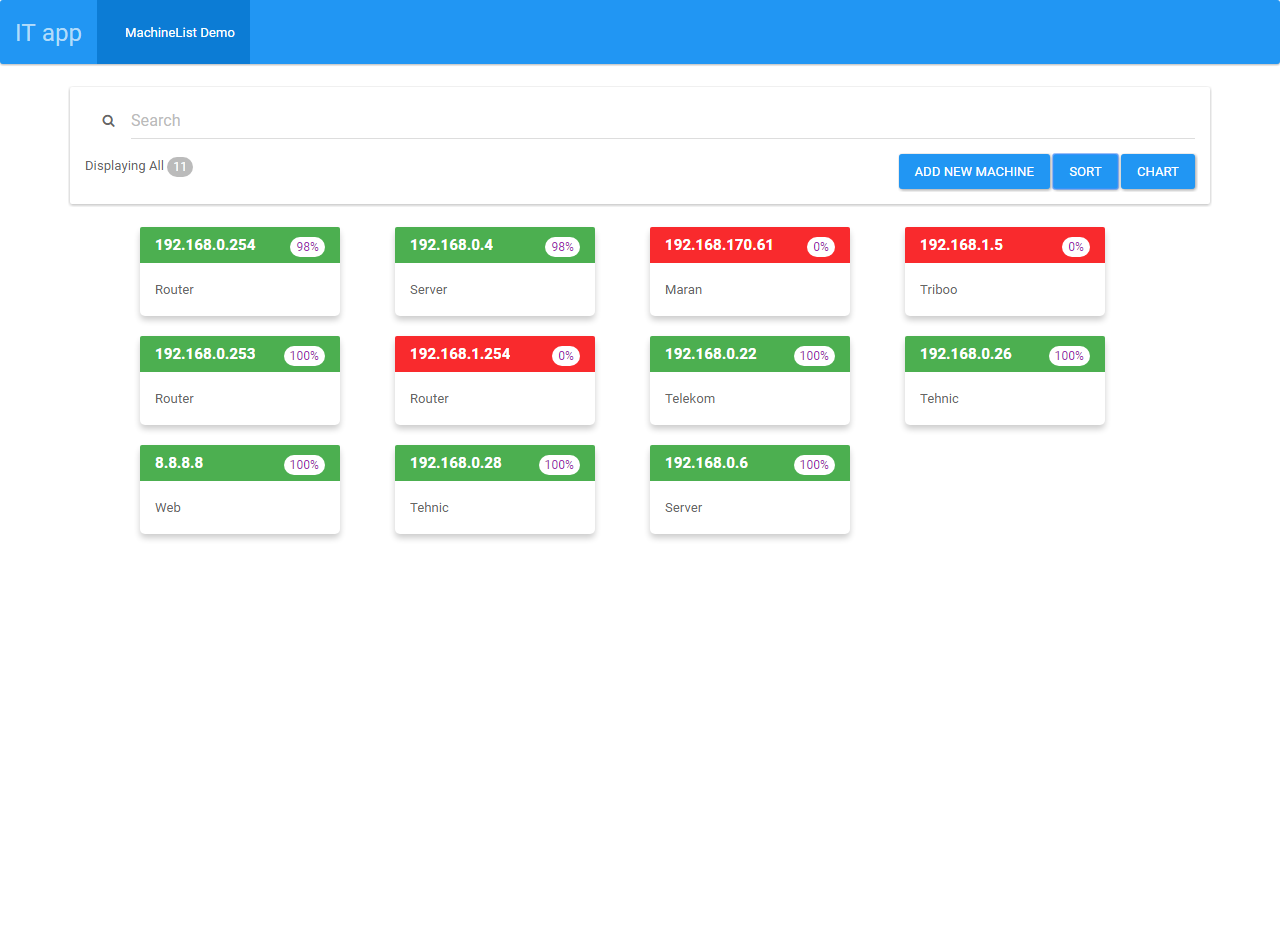 IT app
MachineList Demo
Search
Displaying All 11
ADD NEW MACHINE
SORT
CHART
192.168.0.254 98%
Router
192.168.0.4 98%
Server
192.168.170.61 0%
Maran
192.168.1.5 0%
Triboo
192.168.0.253 100%
Router
192.168.1.254 0%
Router
192.168.0.22 100%
Telekom
192.168.0.26 100%
Tehnic
8.8.8.8 100%
Web
192.168.0.28 100%
Tehnic
192.168.0.6 100%
Server